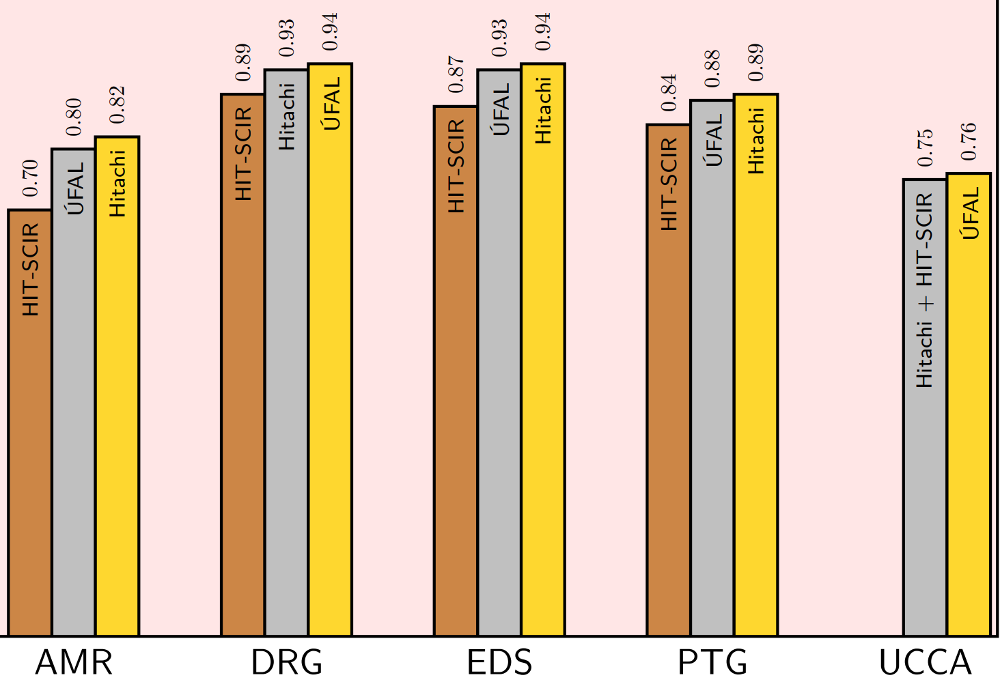 0.70
0.80
0.82
HIT-SCIR
ÚFAL
Hitachi
0.89
0.93
0.94
HIT-SCIR
Hitachi
ÚFAL
0.87
0.93
0.94
HIT-SCIR
ÚFAL
Hitachi
0.84
0.88
0.89
HIT-SCIR
ÚFAL
Hitachi
0.75
0.76
Hitachi + HIT-SCIR
ÚFAL
AMR
DRG
EDS
PTG
UCCA